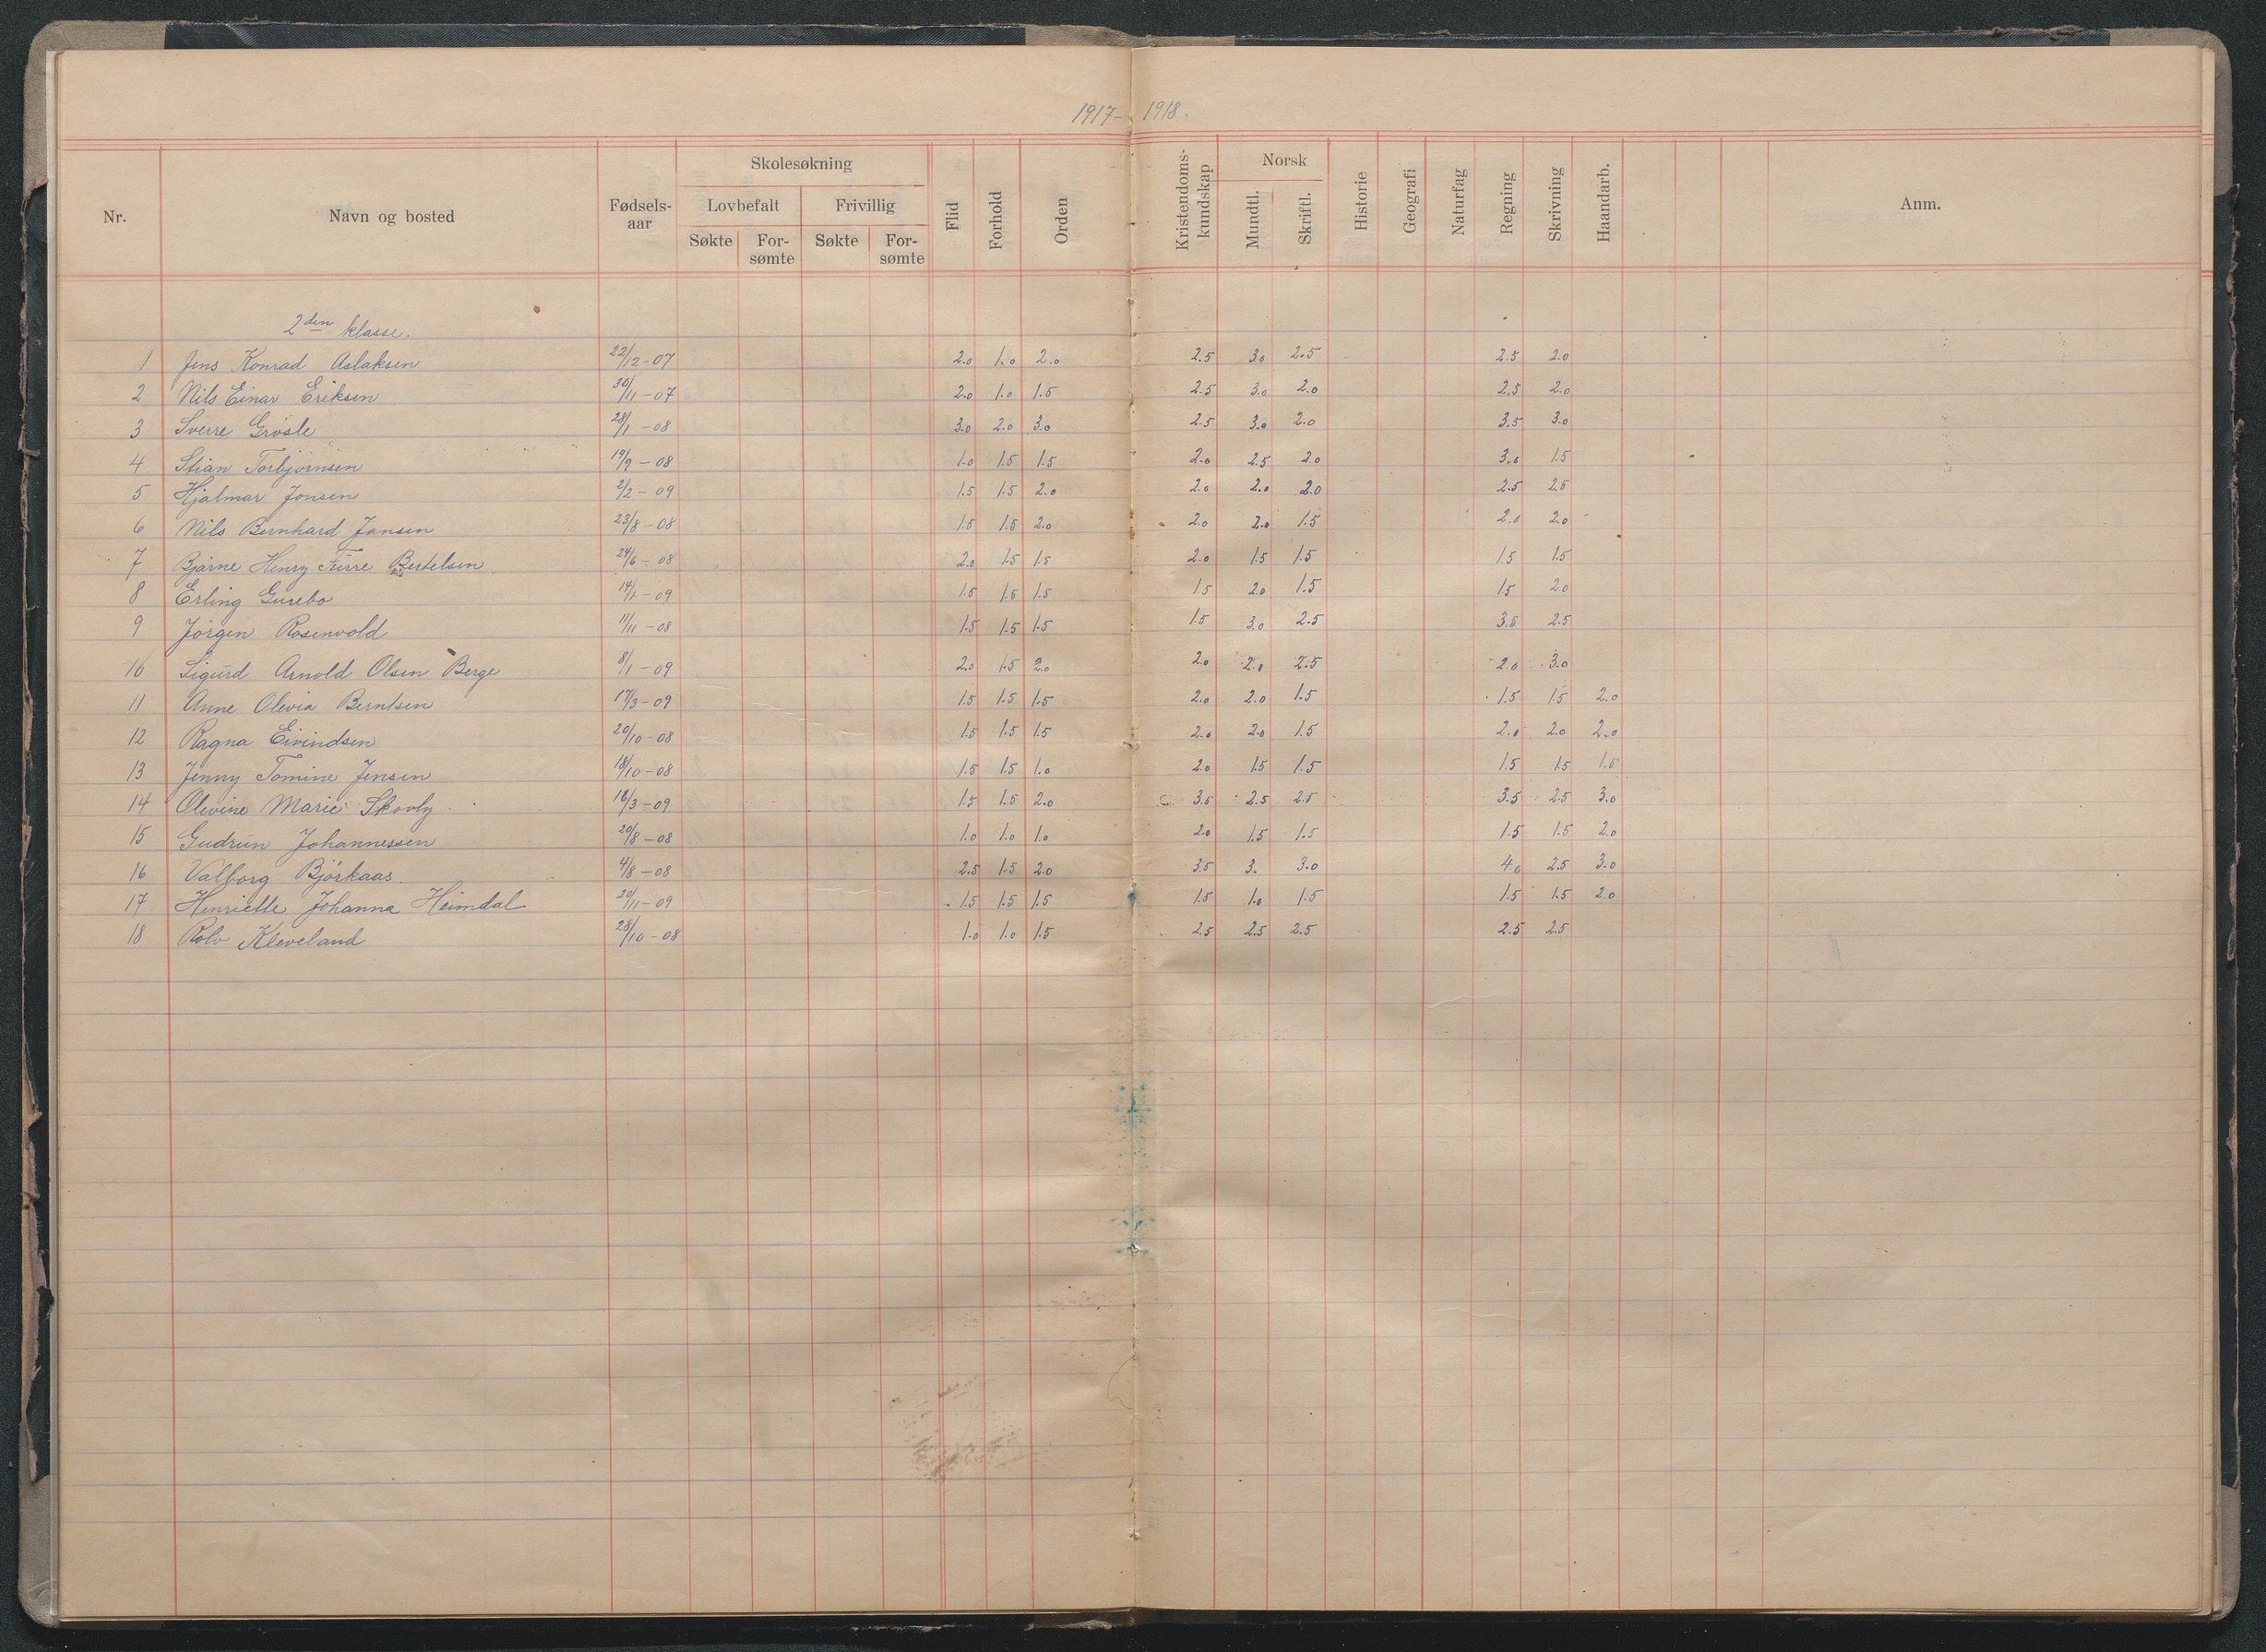 1917- 1918.
Nr. Navn og bosted Fødsels-aar Skolesøkning Lovbefalt Søkte For-sømte Frivillig Søkte For-sømte Flid Forhold Orden Kristendoms-kundskap Norsk Mundtl. Skriftl. Historie Geografi Naturfag Regning Skrivning Haandarb. Anm.
2den klasse.
1 Jens Konrad Aslaksen 22/12-07 2.0 1.0 2.0 2.5 3.0 2.5 2.5 2.0
2 Nils Einar Eriksen 30/11-07 2.0 1.0 1.5 2.5 3.0 2.0 2.5 2.0
3 Sverre Grosle 28/1-08 3.0 2.0 3.0 2.5 3.0 2.0 3.5 3.0
4 Stian Torbjørnsen 19/9-08 1.0 1.5 1.5 2.0 2.5 2.0 3.0 1.5
5 Hjalmar Jonsen 2/2-09 1.5 1.5 2.0 2.0 2.0 2.0 2.5 2.5
6 Nils Bernhard Jansen 23/8-08 1.5 1.5 2.0 2.0 2.0 1.5 2.0 2.0
7 Bjarne Henry Furre Bertelsen 24/6-08 2.0 1.5 1.5 2.0 1.5 1.5 1.5 1.5
8 Erling Gurebo 14/1-09 1.5 1.5 1.5 1.5 2.0 1.5 1.5 2.0
9 Jørgen Rosenvold 11/11-08 1.5 1.5 1.5 1.5 3.0 2.5 3.5 2.5
10 Sigurd Arnold Olsen Berge 8/1-09 2.0 1.5 2.0 2.0 2.0 2.5 2.0 3.0
11 Anne Olevia Berntsen 17/3-09 1.5 1.5 1.5 2.0 2.0 1.5 1.5 1.5 2.0
12 Ragna Eivindsen 20/10-08 1.5 1.5 1.5 2.0 2.0 1.5 2.0 2.0 2.0
13 Jenny Tomine Jensen 18/10-08 1.5 1.5 1.0 2.0 1.5 1.5 1.5 1.5 1.5
14 Olevine Marie Skovly 16/3-09 1.5 1.5 2.0 3.5 2.5 2.5 3.5 2.5 3.0
15 Gudrun Johannessen 20/8-08 1.0 1.0 1.0 2.0 1.5 1.5 1.5 1.5 2.0
16 Valborg Bjørkaas. 4/8-08 2.5 1.5 2.0 3.5 3. 3.0 4.0 2.5 3.0
17 Henriette Johanna Heimdal 20/11-09 1.5 1.5 1.5 1.5 1.0 1.5 1.5 1.5 2.0
18 Rolv Kleveland 28/10-08 1.0 1.0 1.5 2.5 2.5 2.5 2.5 2.5